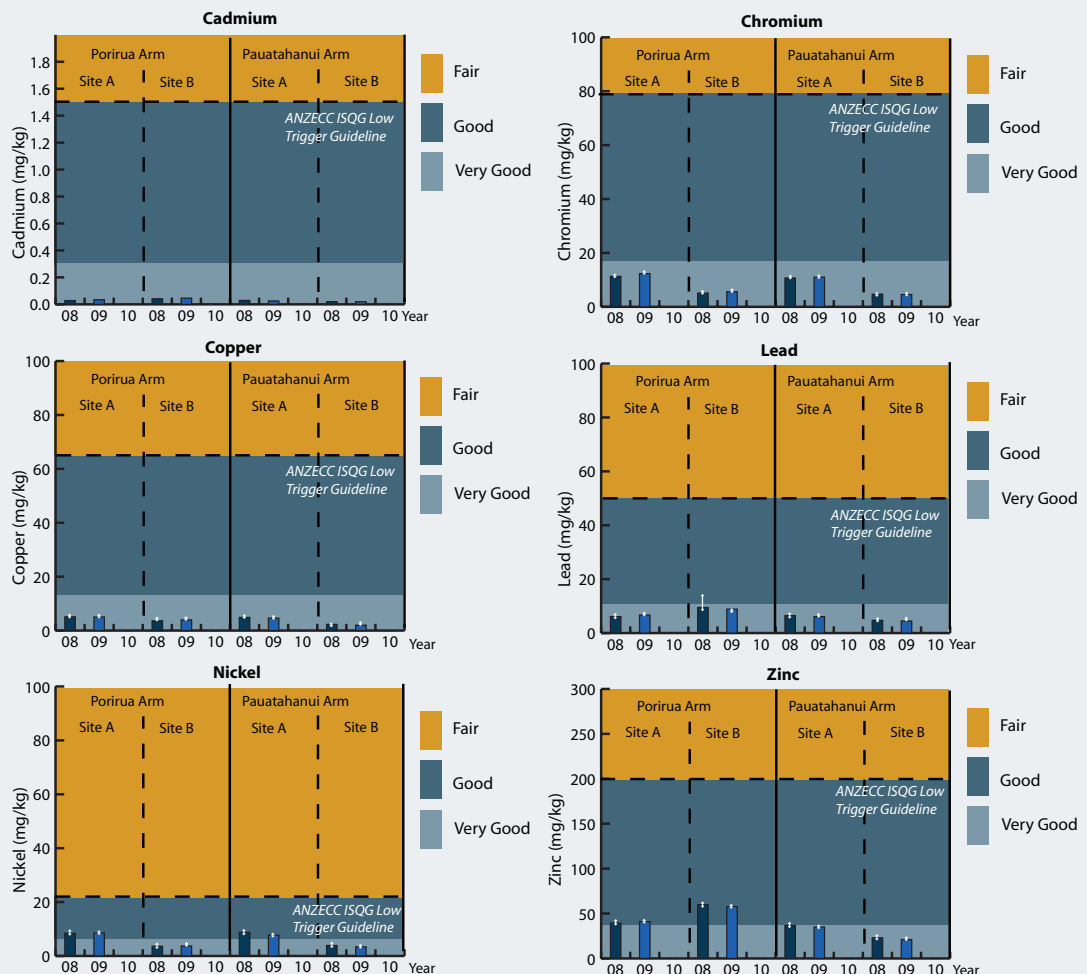 Cadmium
Cadmium (mg/kg)
1.8
1.6
1.4
1.2
1.0
0.8
0.6
0.4
0.2
0.0
Porirua Arm
Pauatahanui Arm
Site A
Site B
Site A
Site B
ANZECC ISQG Low
Trigger Guideline
08 09 10 08 09 10 08 09 10 08 09 10 Year
Fair
Good
Very Good
Chromium
Chromium (mg/kg)
100
80
60
40
20
0
Porirua Arm
Pauatahanui Arm
Site A
Site B
Site A
Site B
ANZECC ISQG Low
Trigger Guideline
08 09 10 08 09 10 08 09 10 08 09 10 Year
Fair
Good
Very Good
Copper
Copper (mg/kg)
100
80
60
40
20
0
Porirua Arm
Pauatahanui Arm
Site A
Site B
Site A
Site B
ANZECC ISQG Low
Trigger Guideline
08 09 10 08 09 10 08 09 10 08 09 10 Year
Fair
Good
Very Good
Lead
Lead (mg/kg)
100
80
60
40
20
0
Porirua Arm
Pauatahanui Arm
Site A
Site B
Site A
Site B
ANZECC ISQG Low
Trigger Guideline
08 09 10 08 09 10 08 09 10 08 09 10 Year
Fair
Good
Very Good
Nickel
Nickel (mg/kg)
100
80
60
40
20
0
Porirua Arm
Pauatahanui Arm
Site A
Site B
Site A
Site B
ANZECC ISQG Low
Trigger Guideline
08 09 10 08 09 10 08 09 10 08 09 10 Year
Fair
Good
Very Good
Zinc
Zinc (mg/kg)
300
250
200
150
100
50
0
Porirua Arm
Pauatahanui Arm
Site A
Site B
Site A
Site B
ANZECC ISQG Low
Trigger Guideline
08 09 10 08 09 10 08 09 10 08 09 10 Year
Fair
Good
Very Good